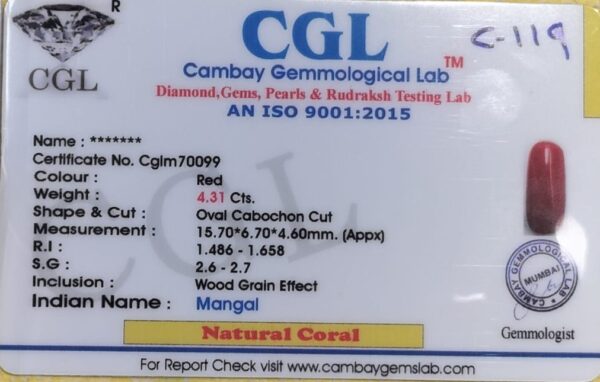 R
CGL
CGL TM
C-119
Cambay Gemmological Lab
Diamond,Gems, Pearls & Rudraksh Testing Lab
AN ISO 9001:2015
Name : *******
Certificate No. Cglm70099
Colour : Red
Weight : 4.31 Cts.
Shape & Cut : Oval Cabochon Cut
Measurement : 15.70*6.70*4.60mm. (Appx)
R.I : 1.486 - 1.658
S.G : 2.6 - 2.7
Inclusion : Wood Grain Effect
Indian Name : Mangal
CGL
CAMBAY GEMMOLOGICAL LAB
MUMBAI
Natural Coral
Gemmologist
For Report Check visit www.cambaygemslab.com